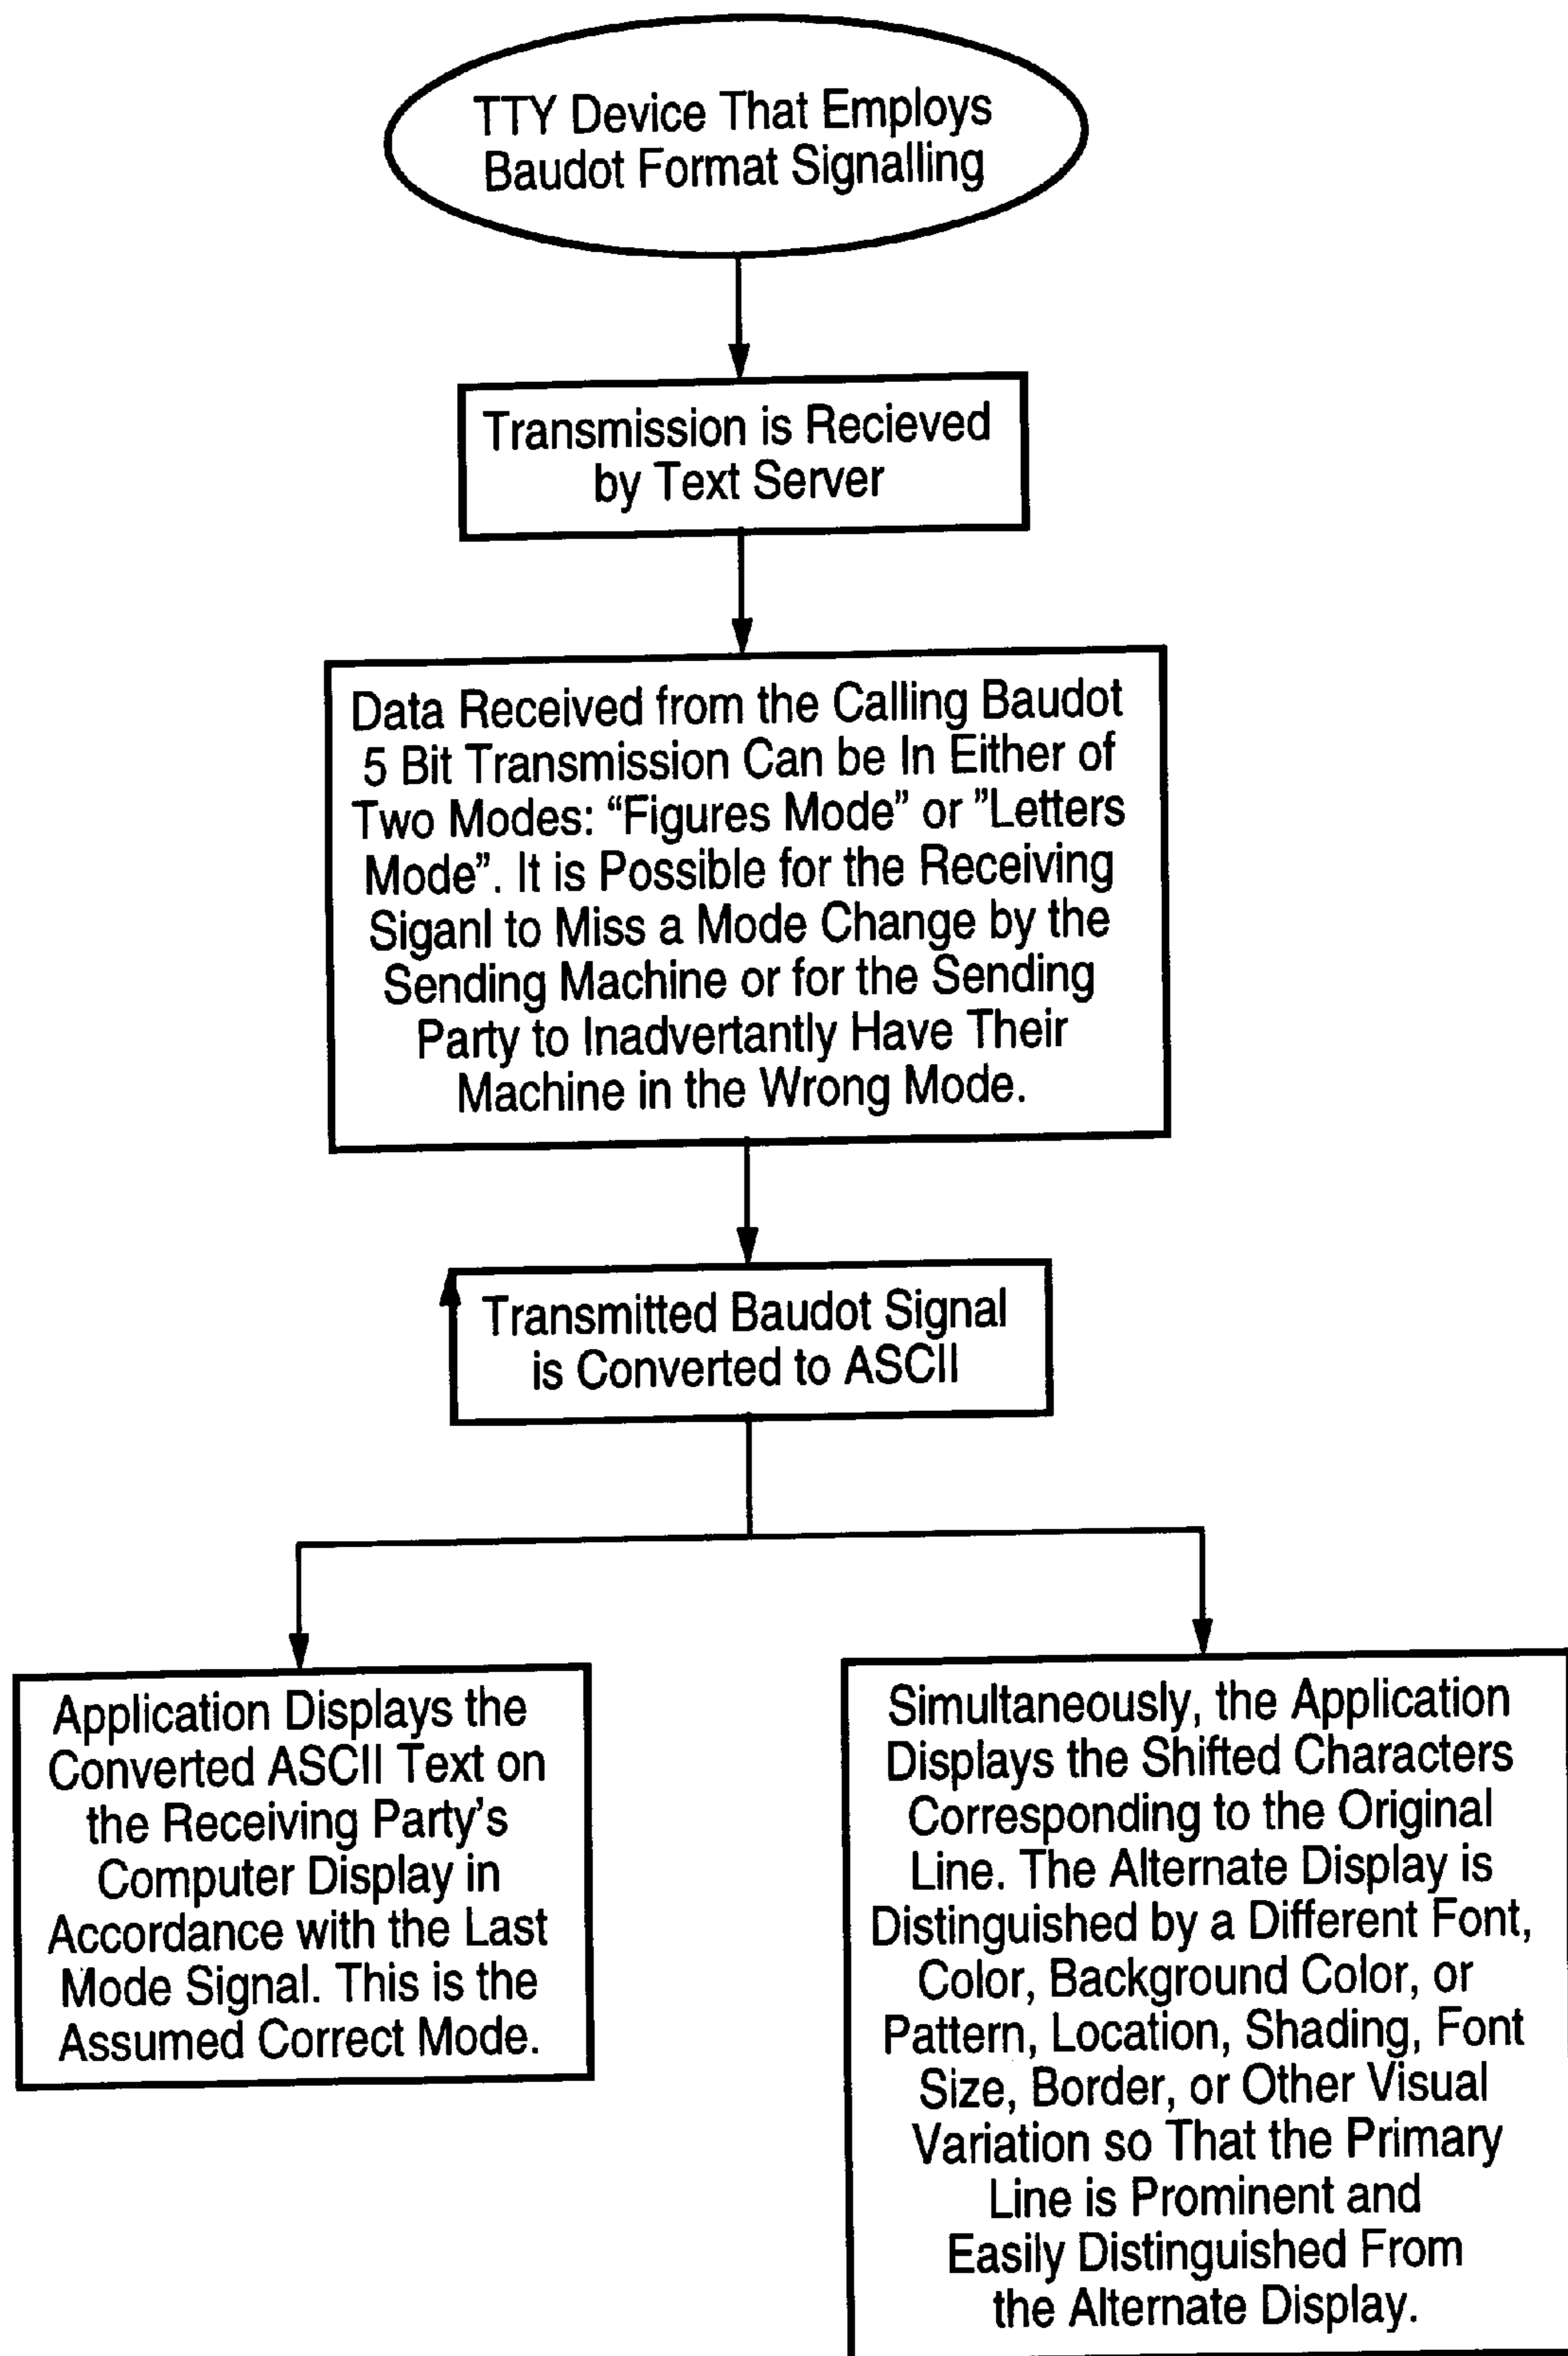 TTY Device That Employs
Baudot Format Signalling
Transmission is Recieved
by Text Server
Data Received from the Calling Baudot
5 Bit Transmission Can be In Either of
Two Modes: “Figures Mode” or ”Letters
Mode”. It is Possible for the Receiving
Siganl to Miss a Mode Change by the
Sending Machine or for the Sending
Party to Inadvertantly Have Their
Machine in the Wrong Mode.
Transmitted Baudot Signal
is Converted to ASCII
Application Displays the
Converted ASCII Text on
the Receiving Party's
Computer Display in
Accordance with the Last
Mode Signal. This is the
Assumed Correct Mode.
Simultaneously, the Application
Displays the Shifted Characters
Corresponding to the Original
Line. The Alternate Display is
Distinguished by a Different Font,
Color, Background Color, or
Pattern, Location, Shading, Font
Size, Border, or Other Visual
Variation so That the Primary
Line is Prominent and
Easily Distinguished From
the Alternate Display.